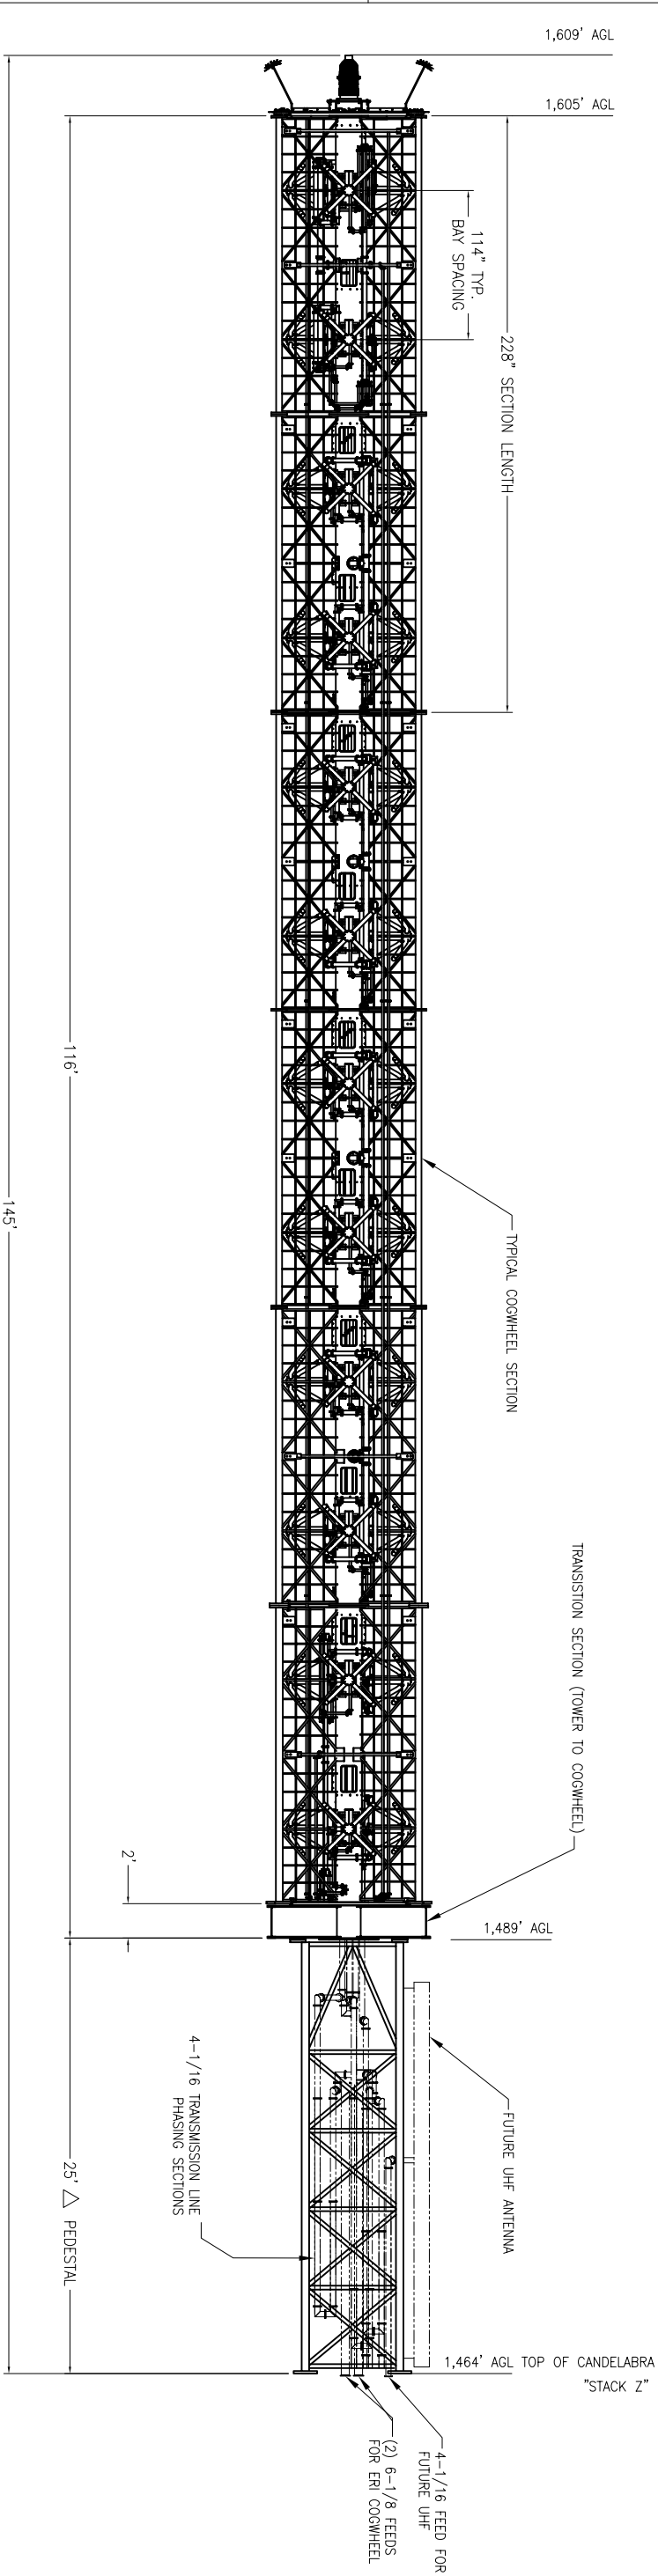 1,609' AGL
1,605' AGL
114" TYP.
BAY SPACING
228" SECTION LENGTH
116'
145'
TYPICAL COGWHEEL SECTION
TRANSISTION SECTION (TOWER TO COGWHEEL)
2'
1,489' AGL
FUTURE UHF ANTENNA
4-1/16 TRANSMISSION LINE
PHASING SECTIONS
25' △ PEDESTAL
1,464' AGL TOP OF CANDELABRA
"STACK Z"
4-1/16 FEED FOR
FUTURE UHF
(2) 6-1/8 FEEDS
FOR ERI COGWHEEL